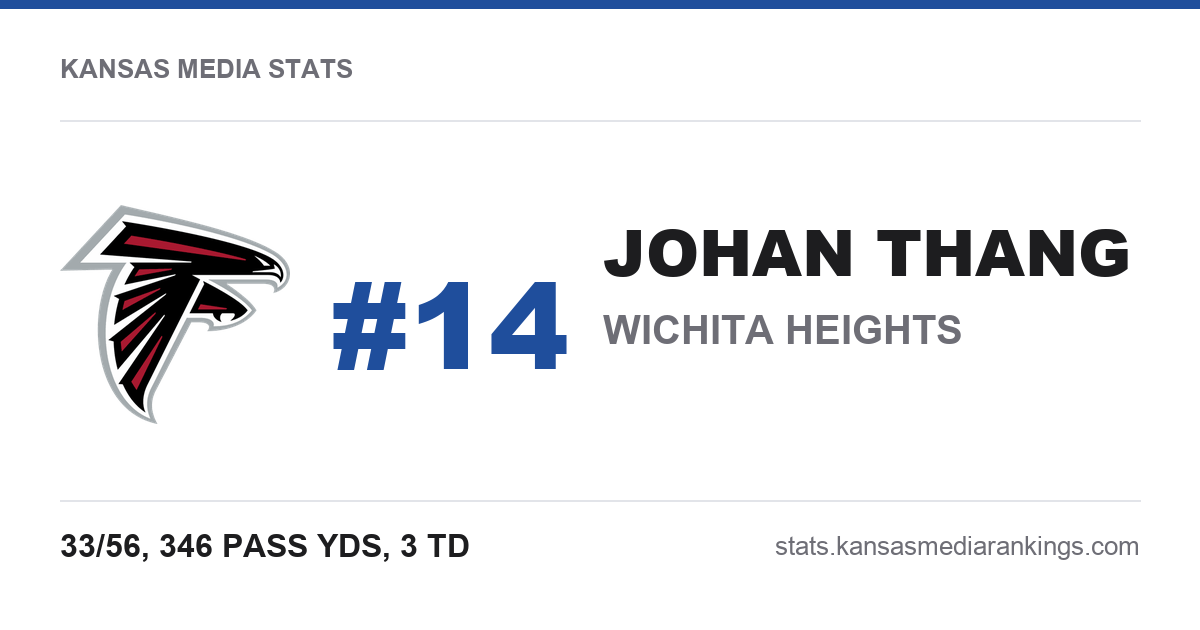 KANSAS MEDIA STATS
#14
JOHAN THANG
WICHITA HEIGHTS
33/56, 346 PASS YDS, 3 TD
stats.kansasmediarankings.com